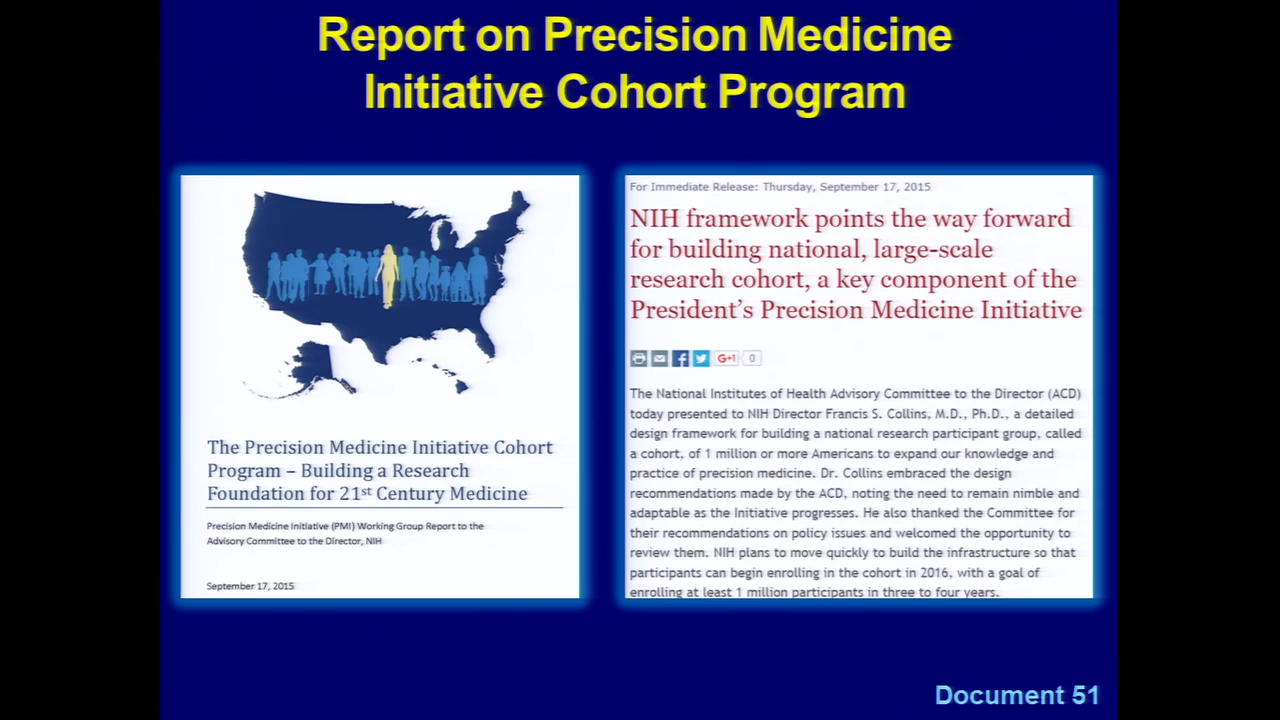 Report on Precision Medicine
Initiative Cohort Program
The Precision Medicine Initiative Cohort
Program – Building a Research
Foundation for 21st Century Medicine
Precision Medicine Initiative (PMI) Working Group Report to the
Advisory Committee to the Director, NIH
September 17, 2015
For Immediate Release: Thursday, September 17, 2015
NIH framework points the way forward
for building national, large-scale
research cohort, a key component of the
President's Precision Medicine Initiative
G+1 0
The National Institutes of Health Advisory Committee to the Director (ACD)
today presented to NIH Director Francis S. Collins, M.D., Ph.D., a detailed
design framework for building a national research participant group, called
a cohort, of 1 million or more Americans to expand our knowledge and
practice of precision medicine. Dr. Collins embraced the design
recommendations made by the ACD, noting the need to remain nimble and
adaptable as the Initiative progresses. He also thanked the Committee for
their recommendations on policy issues and welcomed the opportunity to
review them. NIH plans to move quickly to build the infrastructure so that
participants can begin enrolling in the cohort in 2016, with a goal of
enrolling at least 1 million participants in three to four years.
Document 51